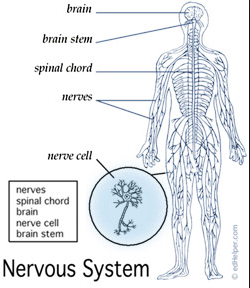 brain
brain stem
spinal chord
nerves
nerve cell
nerves
spinal chord
brain
nerve cell
brain stem
Nervous System
© edHelper.com